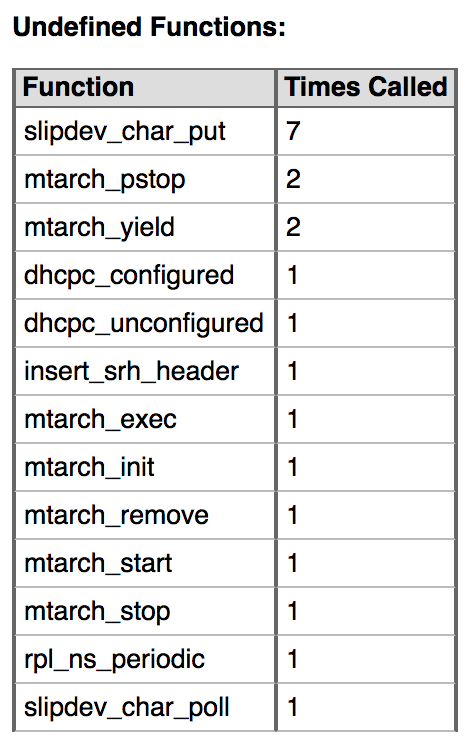 Undefined Functions:
Function Times Called
slipdev_char_put 7
mtarch_pstop 2
mtarch_yield 2
dhcpc_configured 1
dhcpc_unconfigured 1
insert_srh_header 1
mtarch_exec 1
mtarch_init 1
mtarch_remove 1
mtarch_start 1
mtarch_stop 1
rpl_ns_periodic 1
slipdev_char_poll 1